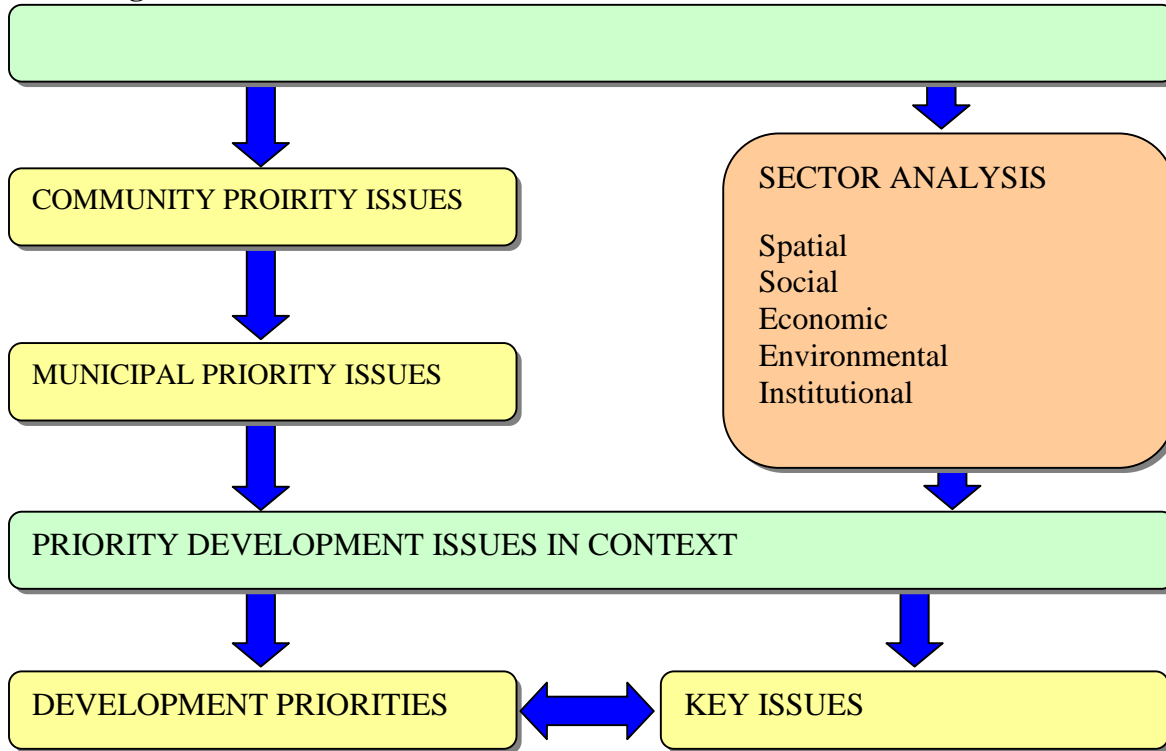 COMMUNITY PROIRITY ISSUES
SECTOR ANALYSIS
Spatial
Social
Economic
Environmental
Institutional
MUNICIPAL PRIORITY ISSUES
PRIORITY DEVELOPMENT ISSUES IN CONTEXT
DEVELOPMENT PRIORITIES
KEY ISSUES